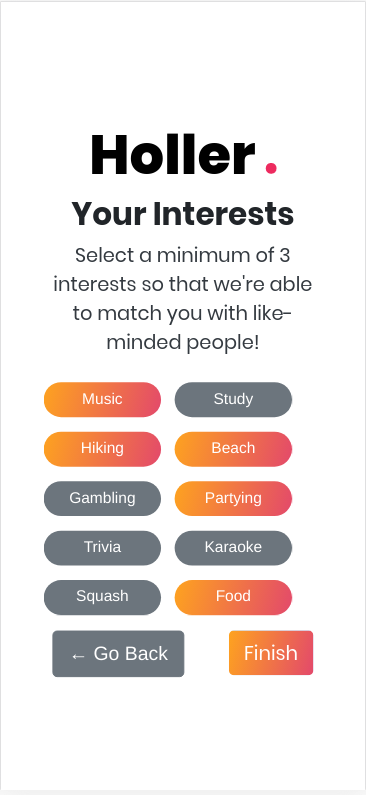 Holler.
Your Interests
Select a minimum of 3
interests so that we're able
to match you with like-
minded people!
Music Study
Hiking Beach
Gambling Partying
Trivia Karaoke
Squash Food
← Go Back Finish